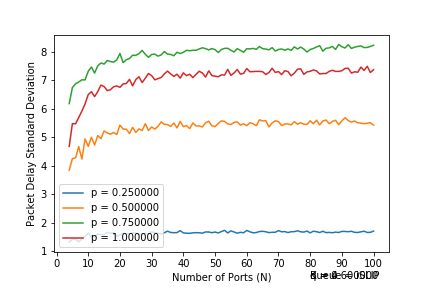 8
7
6
5
4
3
2
1
Packet Delay Standard Deviation
p = 0.250000
p = 0.500000
p = 0.750000
p = 1.000000
0 10 20 30 40 50 60 70 80 90 100
Number of Ports (N)